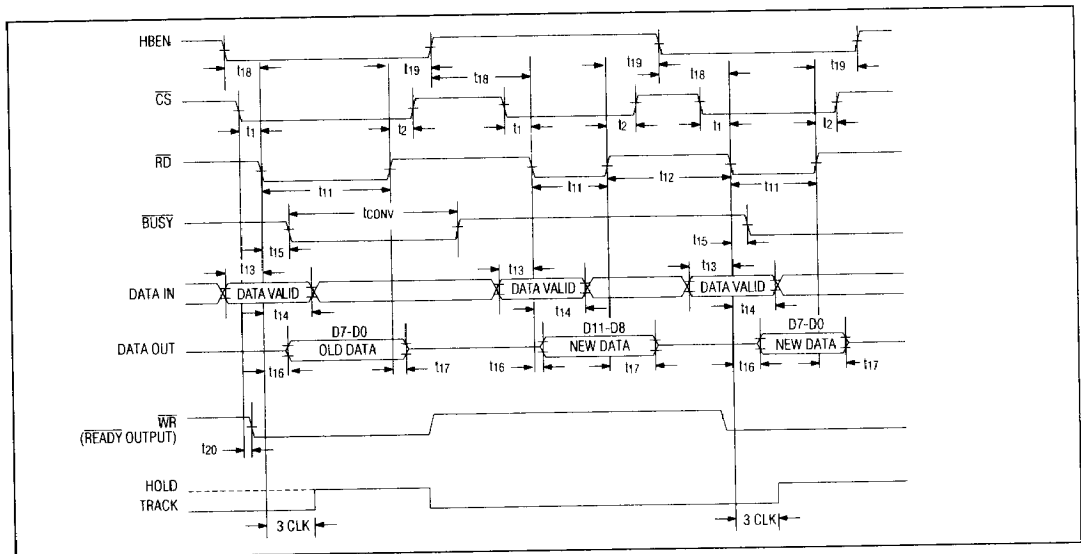 HBEN
t18 t19 t18 t19 t18 t19
CS
t1 t2 t1 t2 t1 t2
RD
t11 t11 t12 t11
BUSY
tCONV
t15 t15
t13 t13 t13
DATA IN DATA VALID DATA VALID DATA VALID
t14 t14 t14
D7-D0 D11-D8 D7-D0
DATA OUT OLD DATA NEW DATA NEW DATA
t16 t17 t16 t17 t16 t17
WR
(READY OUTPUT)
t20
HOLD
TRACK
3 CLK 3 CLK